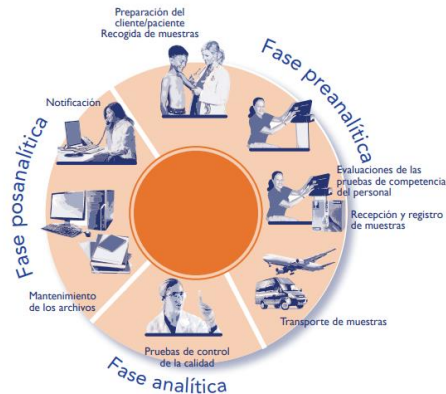 Preparación del
cliente/paciente
Recogida de muestras
Fase preanalítica
Evaluaciones de las
pruebas de competencia
del personal
Recepción y registro
de muestras
Transporte de muestras
Pruebas de control
de la calidad
Fase analítica
Mantenimiento
de los archivos
Notificación
Fase posanalítica